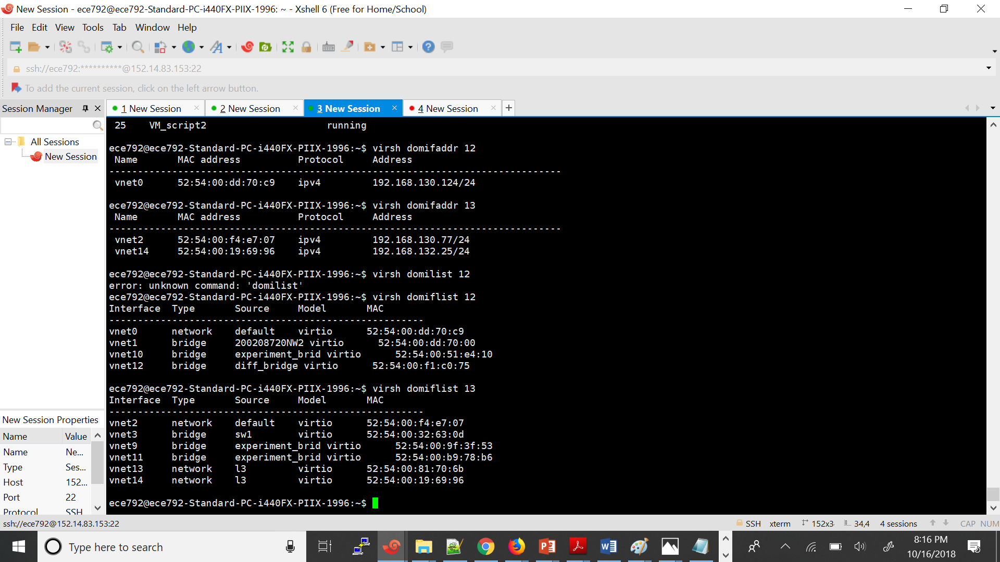 New Session - ece792@ece792-Standard-PC-i440FX-PIIX-1996: ~ - Xshell 6 (Free for Home/School)
File Edit View Tools Tab Window Help
ssh://ece792:**********@152.14.83.153:22
To add the current session, click on the left arrow button.
Session Manager
1 New Session
2 New Session
3 New Session
4 New Session
All Sessions
New Session
25 VM_script2 running
ece792@ece792-Standard-PC-i440FX-PIIX-1996:~$ virsh domifaddr 12
Name MAC address Protocol Address
-------------------------------------------------------------------------------
vnet0 52:54:00:dd:70:c9 ipv4 192.168.130.124/24
ece792@ece792-Standard-PC-i440FX-PIIX-1996:~$ virsh domifaddr 13
Name MAC address Protocol Address
-------------------------------------------------------------------------------
vnet2 52:54:00:f4:e7:07 ipv4 192.168.130.77/24
vnet14 52:54:00:19:69:96 ipv4 192.168.132.25/24
ece792@ece792-Standard-PC-i440FX-PIIX-1996:~$ virsh domilist 12
error: unknown command: 'domilist'
ece792@ece792-Standard-PC-i440FX-PIIX-1996:~$ virsh domiflist 12
Interface Type Source Model MAC
-------------------------------------------------------
vnet0 network default virtio 52:54:00:dd:70:c9
vnet1 bridge 200208720NW2 virtio 52:54:00:dd:70:00
vnet10 bridge experiment_brid virtio 52:54:00:51:e4:10
vnet12 bridge diff_bridge virtio 52:54:00:f1:c0:75
ece792@ece792-Standard-PC-i440FX-PIIX-1996:~$ virsh domiflist 13
Interface Type Source Model MAC
-------------------------------------------------------
vnet2 network default virtio 52:54:00:f4:e7:07
vnet3 bridge sw1 virtio 52:54:00:32:63:0d
vnet9 bridge experiment_brid virtio 52:54:00:9f:3f:53
vnet11 bridge experiment_brid virtio 52:54:00:b9:78:b6
vnet13 network l3 virtio 52:54:00:81:70:6b
vnet14 network l3 virtio 52:54:00:19:69:96
ece792@ece792-Standard-PC-i440FX-PIIX-1996:~$
New Session Properties
Name Value
Name Ne...
Type Ses...
Host 152...
Port 22
Protocol SSH
ssh://ece792@152.14.83.153:22
SSH xterm 152x3 34,4 4 sessions CAP NUM
Type here to search
8:16 PM
10/16/2018